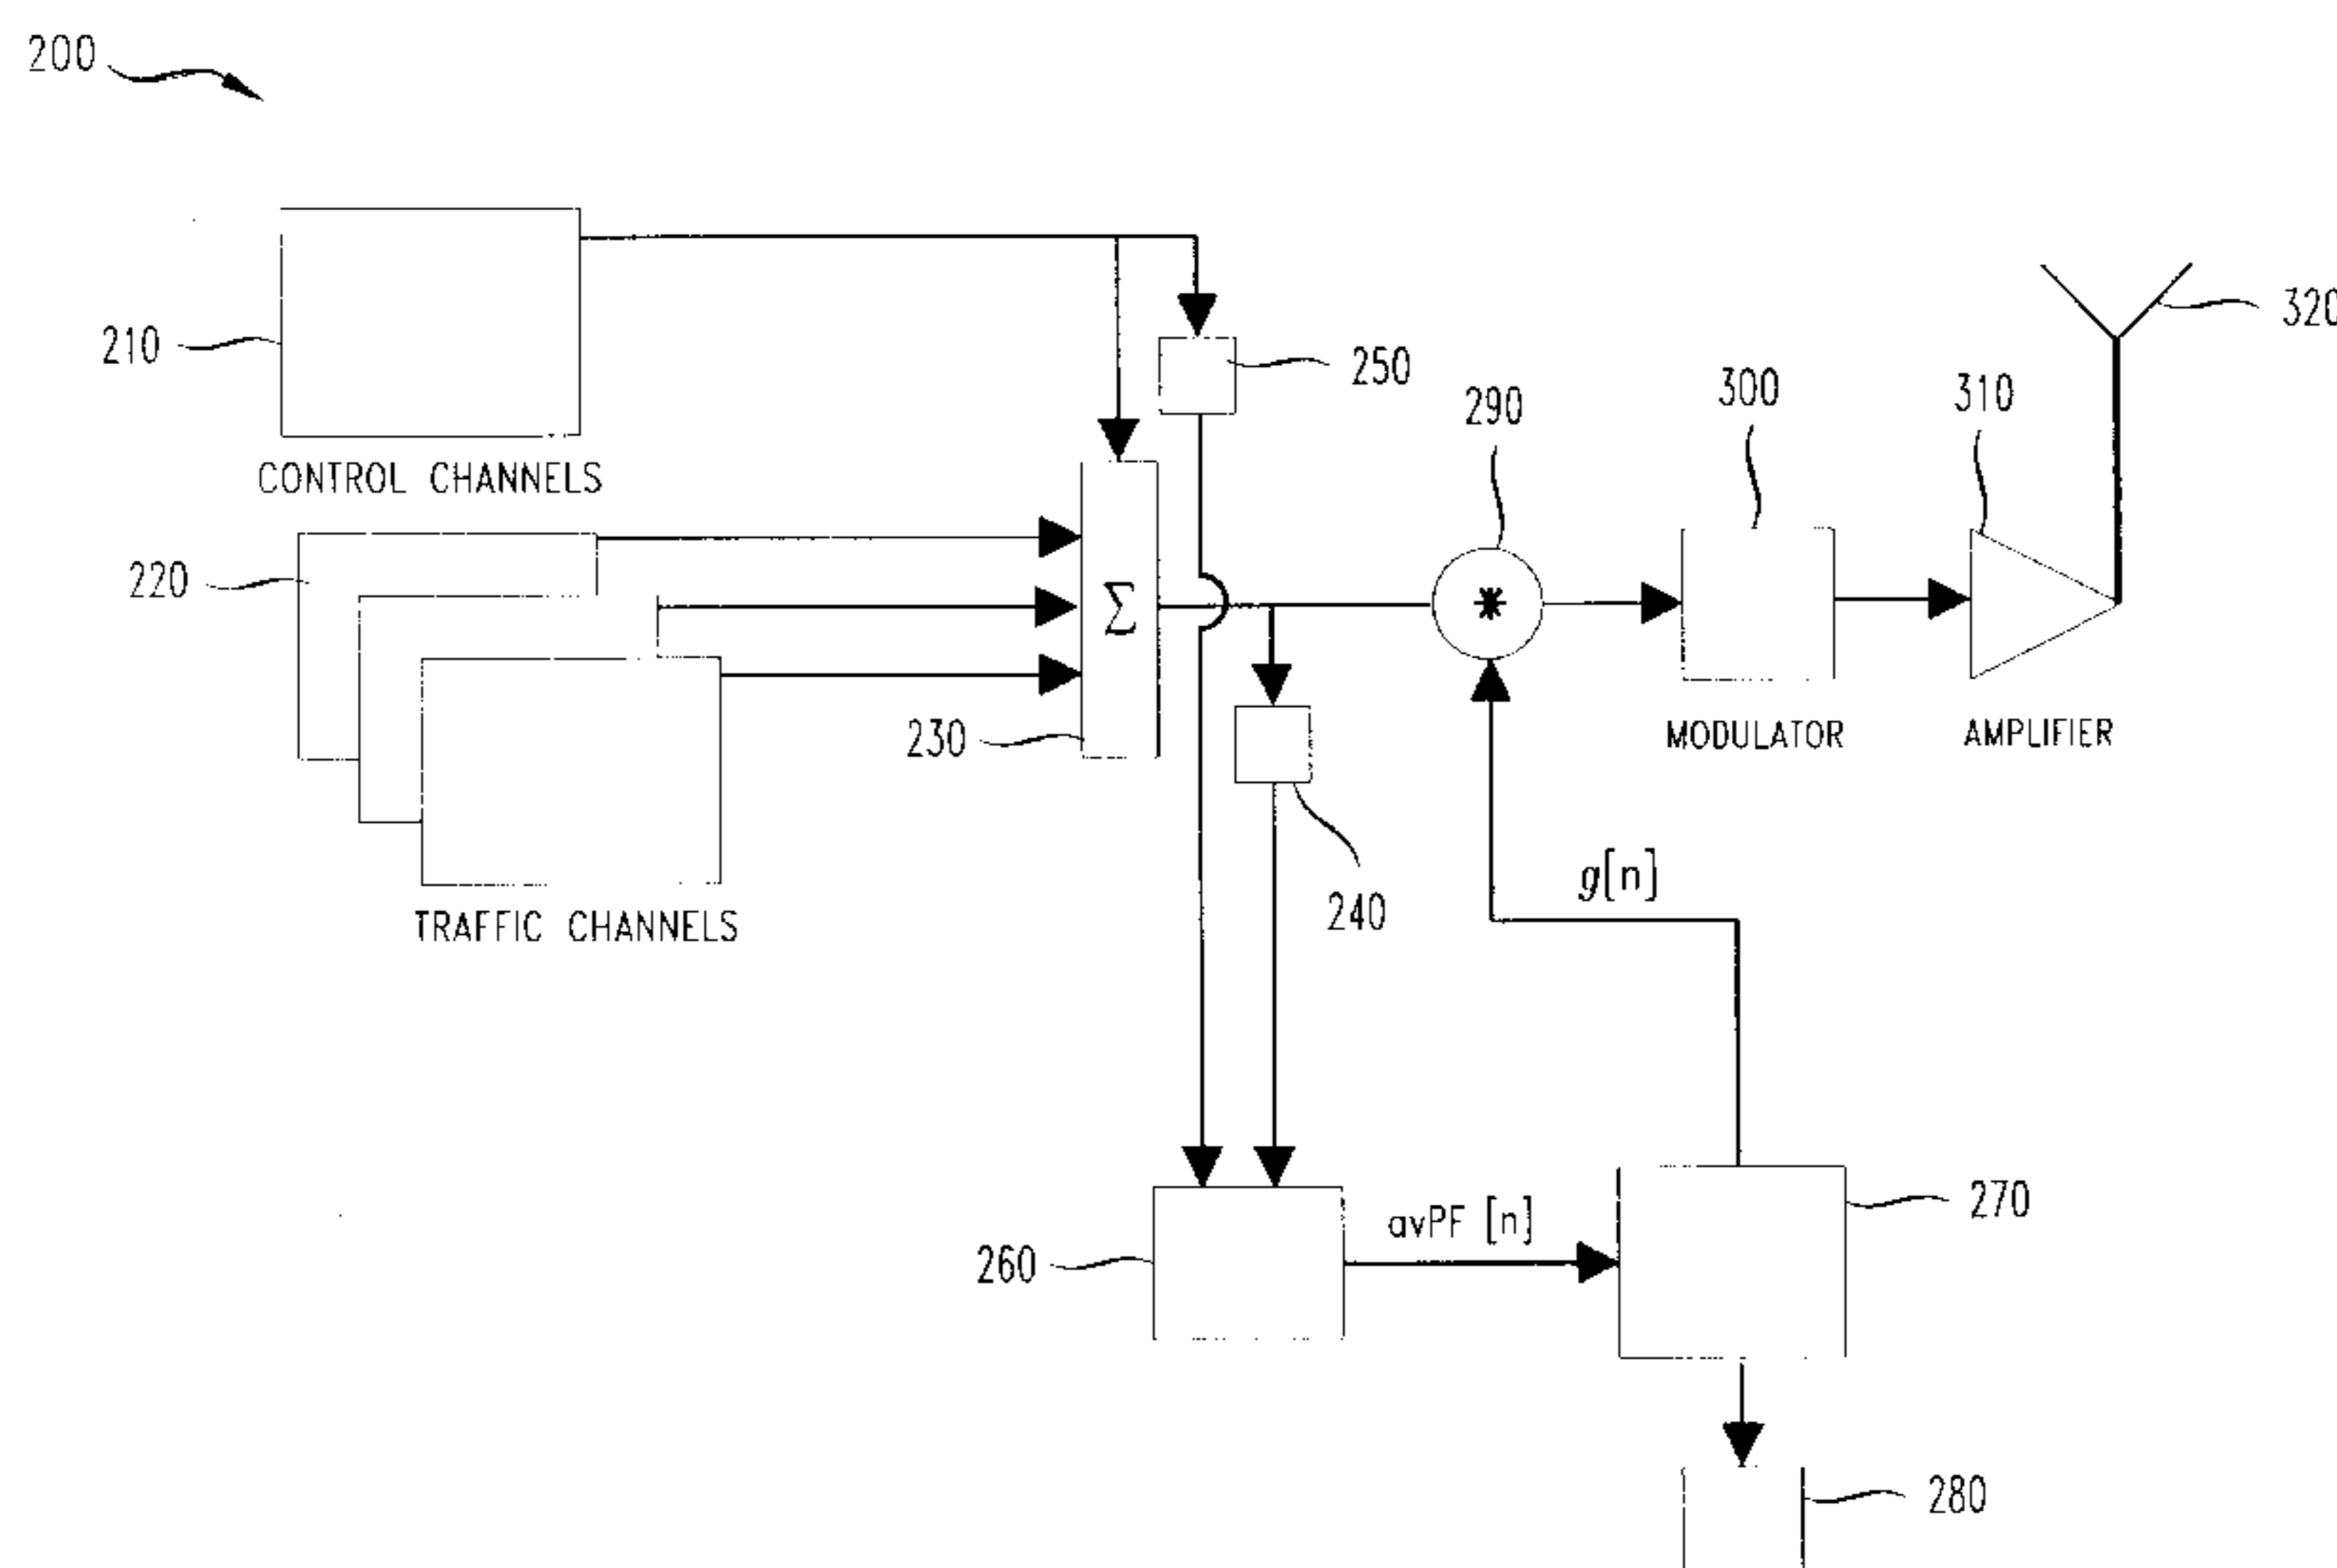 200
210
CONTROL CHANNELS
220
TRAFFIC CHANNELS
230
Σ
250
240
290
*
300
MODULATOR
310
AMPLIFIER
320
g[n]
260
avPF [n]
270
280